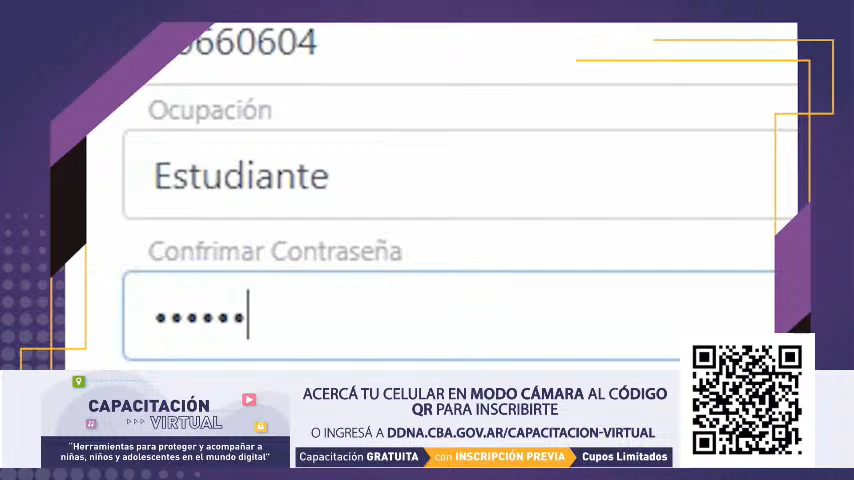 660604
Ocupación
Estudiante
Confrimar Contraseña
ACERCÁ TU CELULAR EN MODO CÁMARA AL CÓDIGO
QR PARA INSCRIBIRTE
O INGRESÁ A DDNA.CBA.GOV.AR/CAPACITACION-VIRTUAL
Capacitación GRATUITA con INSCRIPCIÓN PREVIA Cupos Limitados
CAPACITACIÓN
VIRTUAL
"Herramientas para proteger y acompañar a
niñas, niños y adolescentes en el mundo digital"